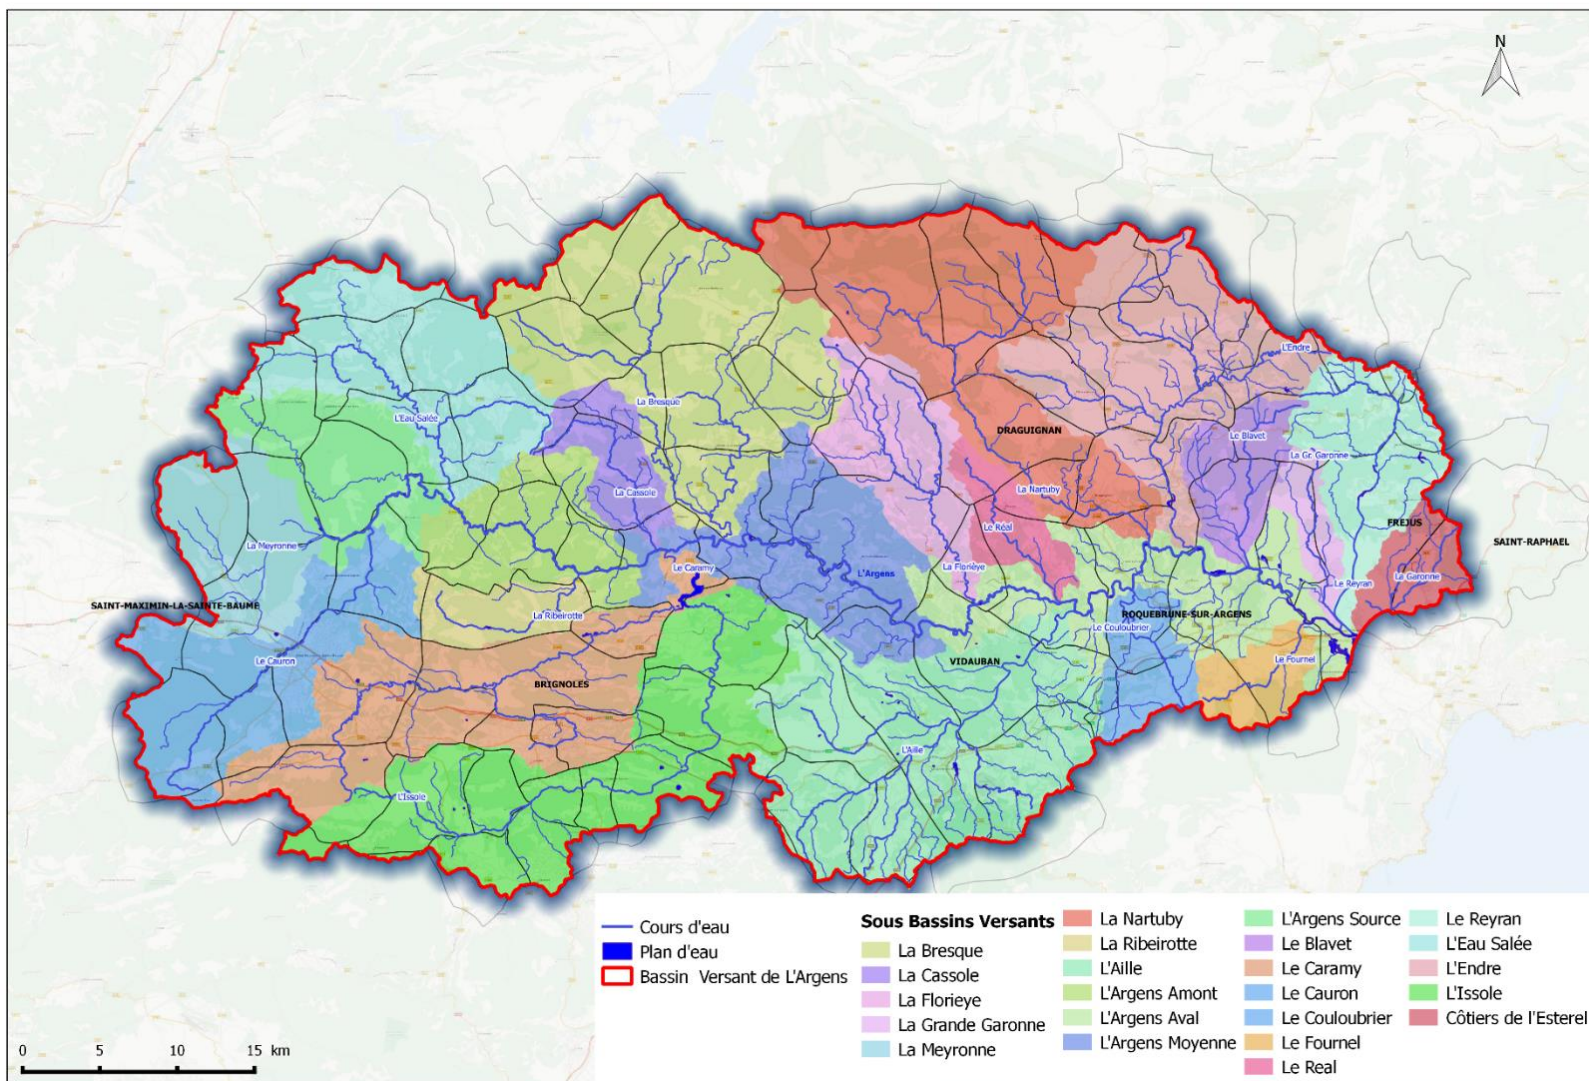 N
La Bresque
L'Eau Salée
La Cassole
La Meyronne
L'Endre
DRAGUIGNAN
Le Blavet
La Gr. Garonne
La Nartuby
Le Réal
FREJUS
SAINT-RAPHAEL
Le Caramy
L'Argens
La Florièye
Le Reyran
La Garonne
SAINT-MAXIMIN-LA-SAINTE-BAUME
La Ribeirotte
Le Couloubrier
ROQUEBRUNE-SUR-ARGENS
Le Cauron
BRIGNOLES
VIDAUBAN
Le Fournel
L'Aille
L'Issole
Cours d'eau
Plan d'eau
Bassin Versant de L'Argens
Sous Bassins Versants
La Bresque
La Cassole
La Florieye
La Grande Garonne
La Meyronne
La Nartuby
La Ribeirotte
L'Aille
L'Argens Amont
L'Argens Aval
L'Argens Moyenne
L'Argens Source
Le Blavet
Le Caramy
Le Cauron
Le Couloubrier
Le Fournel
Le Real
Le Reyran
L'Eau Salée
L'Endre
L'Issole
Côtiers de l'Esterel
0 5 10 15 km